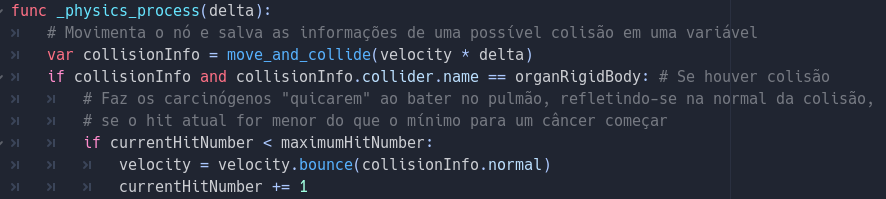 func _physics_process(delta):
# Movimenta o nó e salva as informações de uma possível colisão em uma variável
var collisionInfo = move_and_collide(velocity * delta)
if collisionInfo and collisionInfo.collider.name == organRigidBody: # Se houver colisão
# Faz os carcinógenos "quicarem" ao bater no pulmão, refletindo-se na normal da colisão,
# se o hit atual for menor do que o mínimo para um câncer começar
if currentHitNumber < maximumHitNumber:
velocity = velocity.bounce(collisionInfo.normal)
currentHitNumber += 1